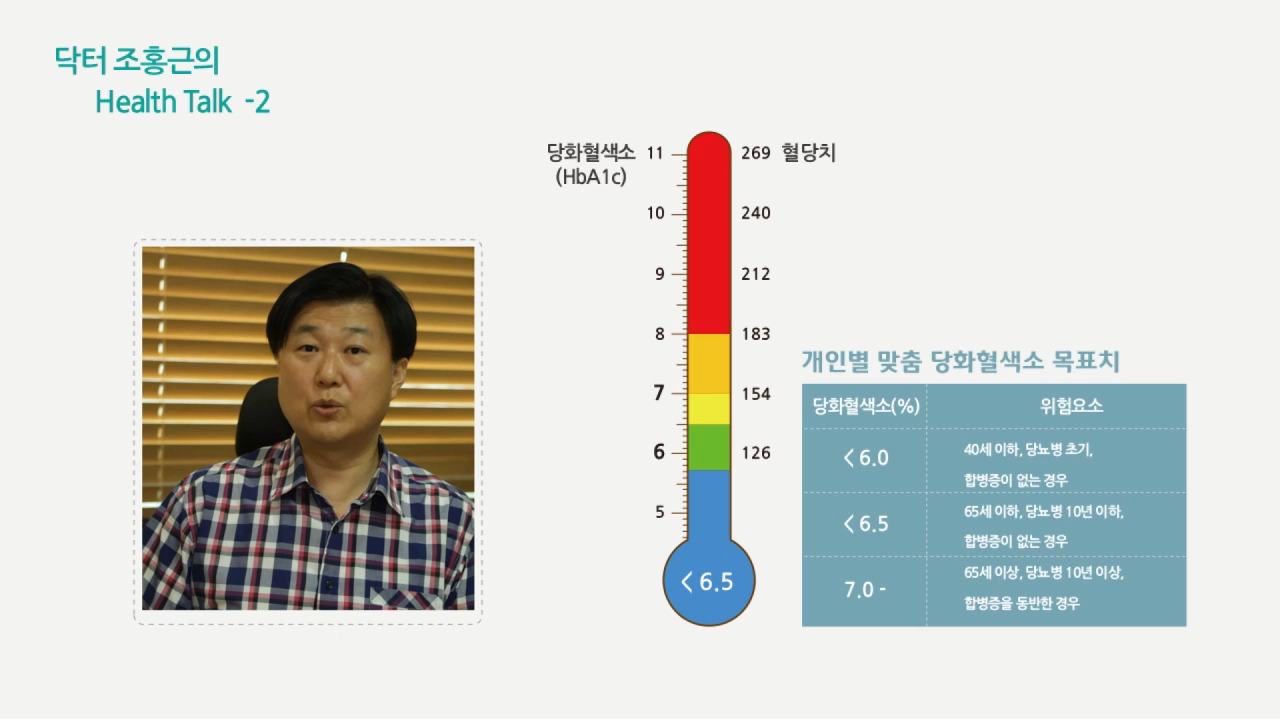 닥터 조홍근의
Health Talk -2
당화혈색소 11 269 혈당치
(HbA1c)
10 240
9 212
8 183
7 154
6 126
5
< 6.5
개인별 맞춤 당화혈색소 목표치
당화혈색소(%) 위험요소
< 6.0
40세 이하, 당뇨병 초기,
합병증이 없는 경우
< 6.5
65세 이하, 당뇨병 10년 이하,
합병증이 없는 경우
7.0 -
65세 이상, 당뇨병 10년 이상,
합병증을 동반한 경우